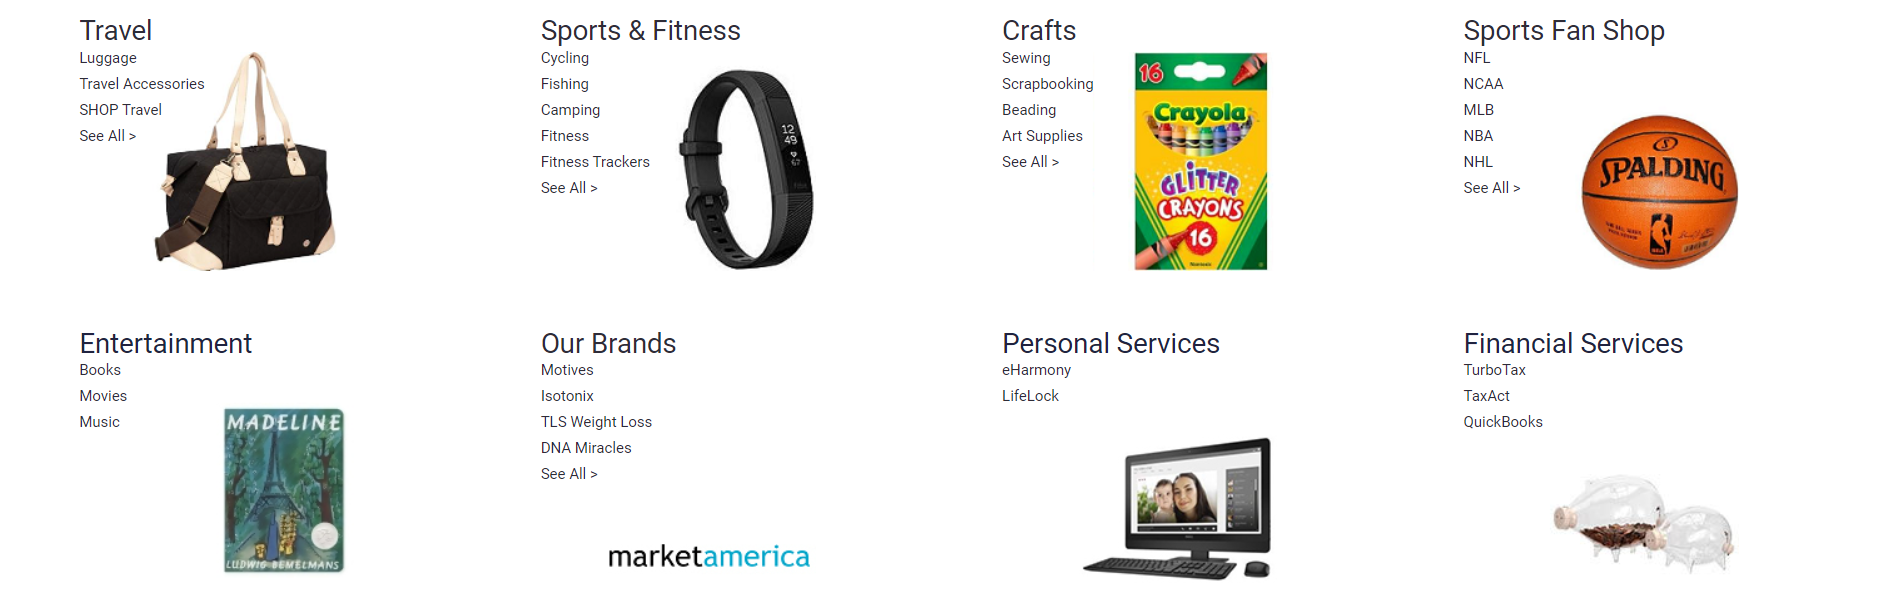 Travel
Luggage
Travel Accessories
SHOP Travel
See All >
Sports & Fitness
Cycling
Fishing
Camping
Fitness
Fitness Trackers
See All >
12
49
67
Crafts
Sewing
Scrapbooking
Beading
Art Supplies
See All >
16
Crayola
GLITTER
CRAYONS
16
Sports Fan Shop
NFL
NCAA
MLB
NBA
NHL
See All >
SPALDING
Entertainment
Books
Movies
Music
MADELINE
LUDWIG BEMELMANS
Our Brands
Motives
Isotonix
TLS Weight Loss
DNA Miracles
See All >
marketamerica
Personal Services
eHarmony
LifeLock
Financial Services
TurboTax
TaxAct
QuickBooks